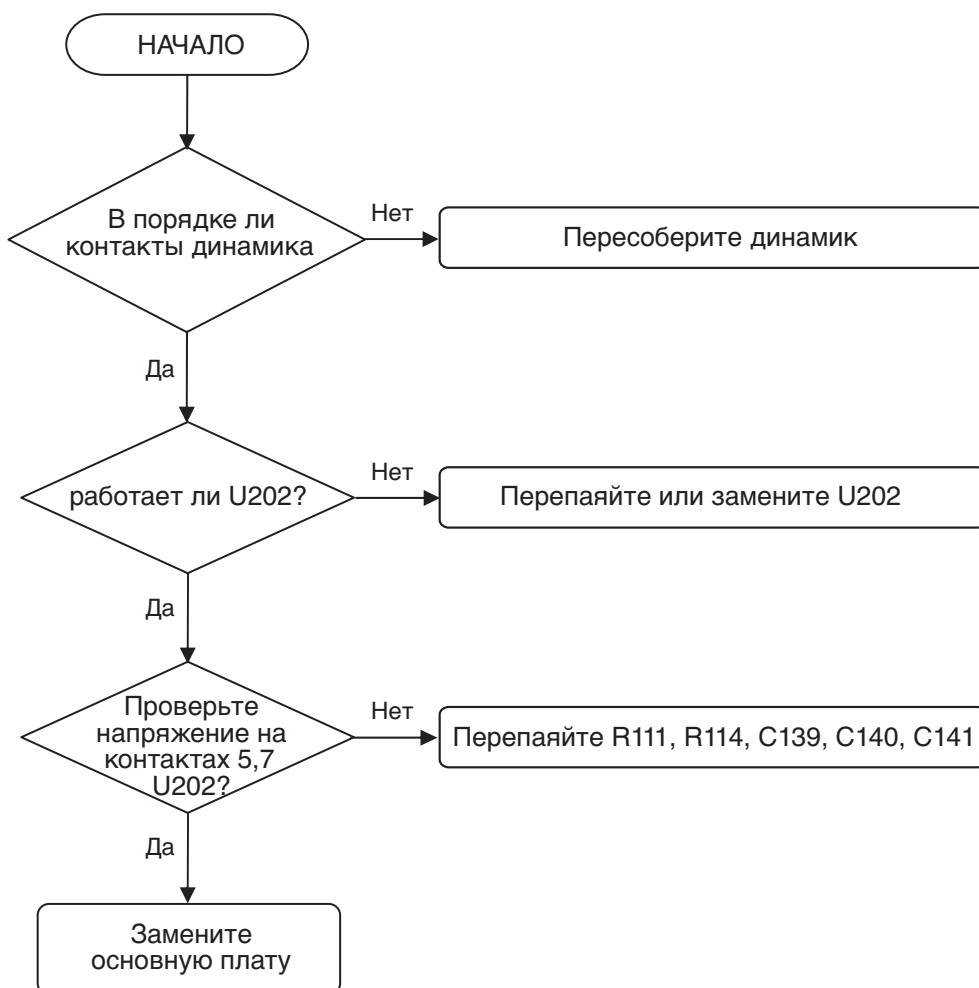 НАЧАЛО
В порядке ли
контакты динамика
Нет
Пересоберите динамик
Да
работает ли U202?
Нет
Перепаяйте или замените U202
Да
Проверьте
напряжение на
контактах 5,7
U202?
Нет
Перепаяйте R111, R114, C139, C140, C141
Да
Замените
основную плату